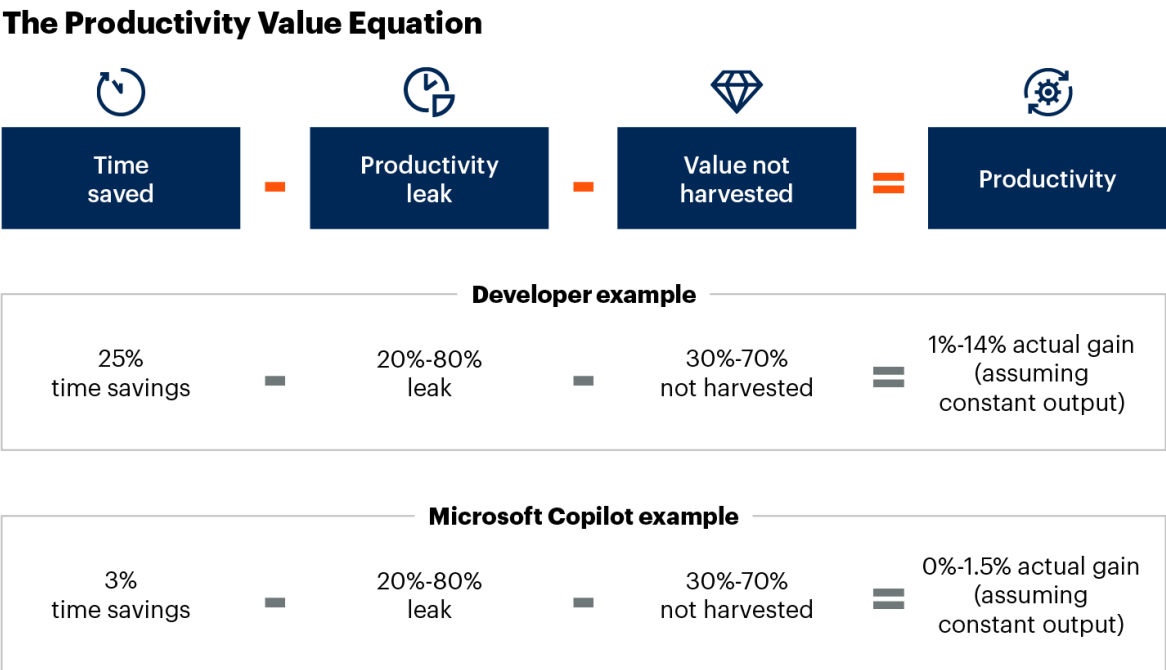 The Productivity Value Equation
Time
saved
-
Productivity
leak
-
Value not
harvested
=
Productivity
Developer example
25%
time savings
-
20%-80%
leak
-
30%-70%
not harvested
=
1%-14% actual gain
(assuming
constant output)
Microsoft Copilot example
3%
time savings
-
20%-80%
leak
-
30%-70%
not harvested
=
0%-1.5% actual gain
(assuming
constant output)